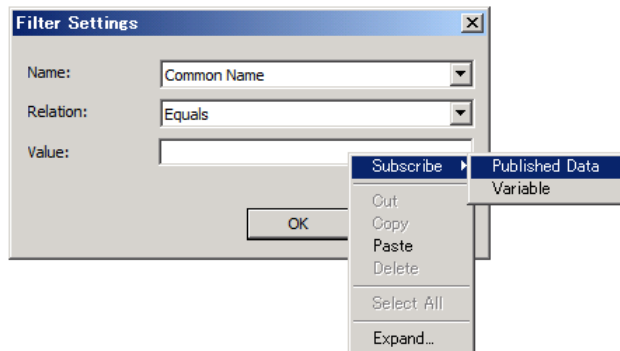 Filter Settings
Name: Common Name
Relation: Equals
Value:
Subscribe Published Data
Variable
Cut
Copy
Paste
Delete
Select All
Expand...
OK